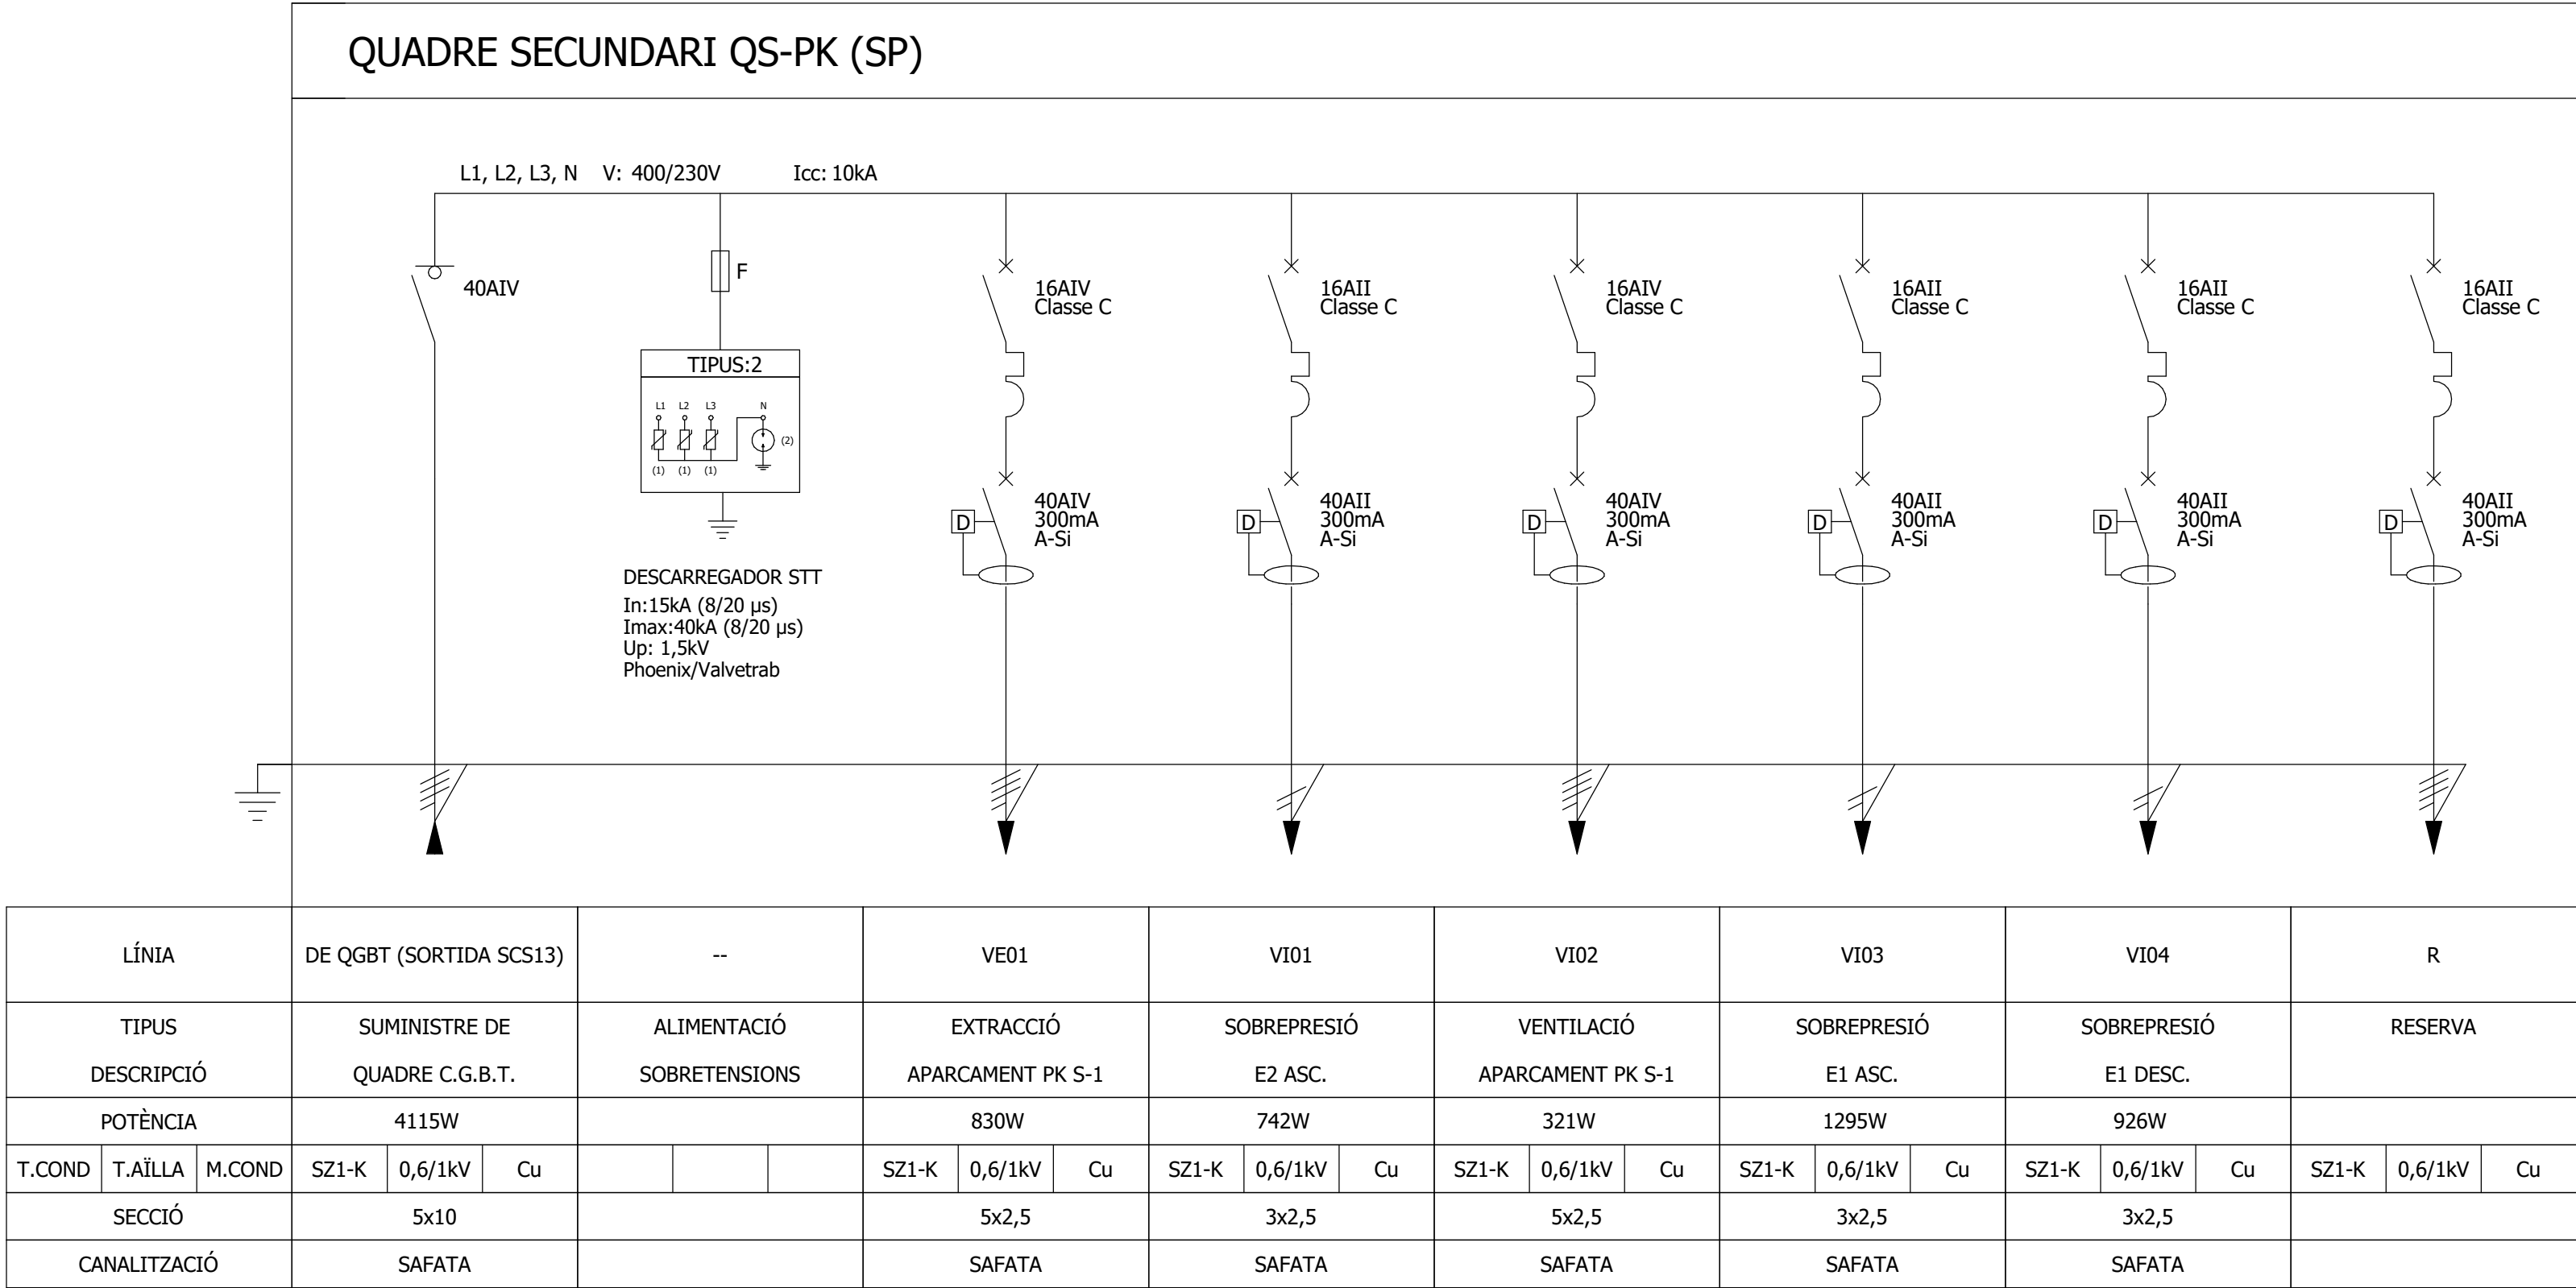 QUADRE SECUNDARI QS-PK (SP)
L1, L2, L3, N V: 400/230V Icc: 10kA
40AIV
F
TIPUS:2
L1 L2 L3 N
(2)
(1) (1) (1)
DESCARREGADOR STT
In:15kA (8/20 µs)
Imax:40kA (8/20 µs)
Up: 1,5kV
Phoenix/Valvetrab
16AIV
Classe C
D
40AIV
300mA
A-Si
16AII
Classe C
D
40AII
300mA
A-Si
16AIV
Classe C
D
40AIV
300mA
A-Si
16AII
Classe C
D
40AII
300mA
A-Si
16AII
Classe C
D
40AII
300mA
A-Si
16AII
Classe C
D
40AII
300mA
A-Si
LÍNIA DE QGBT (SORTIDA SCS13) -- VE01 VI01 VI02 VI03 VI04 R
TIPUS SUMINISTRE DE ALIMENTACIÓ EXTRACCIÓ SOBREPRESIÓ VENTILACIÓ SOBREPRESIÓ SOBREPRESIÓ RESERVA
DESCRIPCIÓ QUADRE C.G.B.T. SOBRETENSIONS APARCAMENT PK S-1 E2 ASC. APARCAMENT PK S-1 E1 ASC. E1 DESC.
POTÈNCIA 4115W 830W 742W 321W 1295W 926W
T.COND T.AÏLLA M.COND SZ1-K 0,6/1kV Cu SZ1-K 0,6/1kV Cu SZ1-K 0,6/1kV Cu SZ1-K 0,6/1kV Cu SZ1-K 0,6/1kV Cu SZ1-K 0,6/1kV Cu SZ1-K 0,6/1kV Cu
SECCIÓ 5x10 5x2,5 3x2,5 5x2,5 3x2,5 3x2,5
CANALITZACIÓ SAFATA SAFATA SAFATA SAFATA SAFATA SAFATA